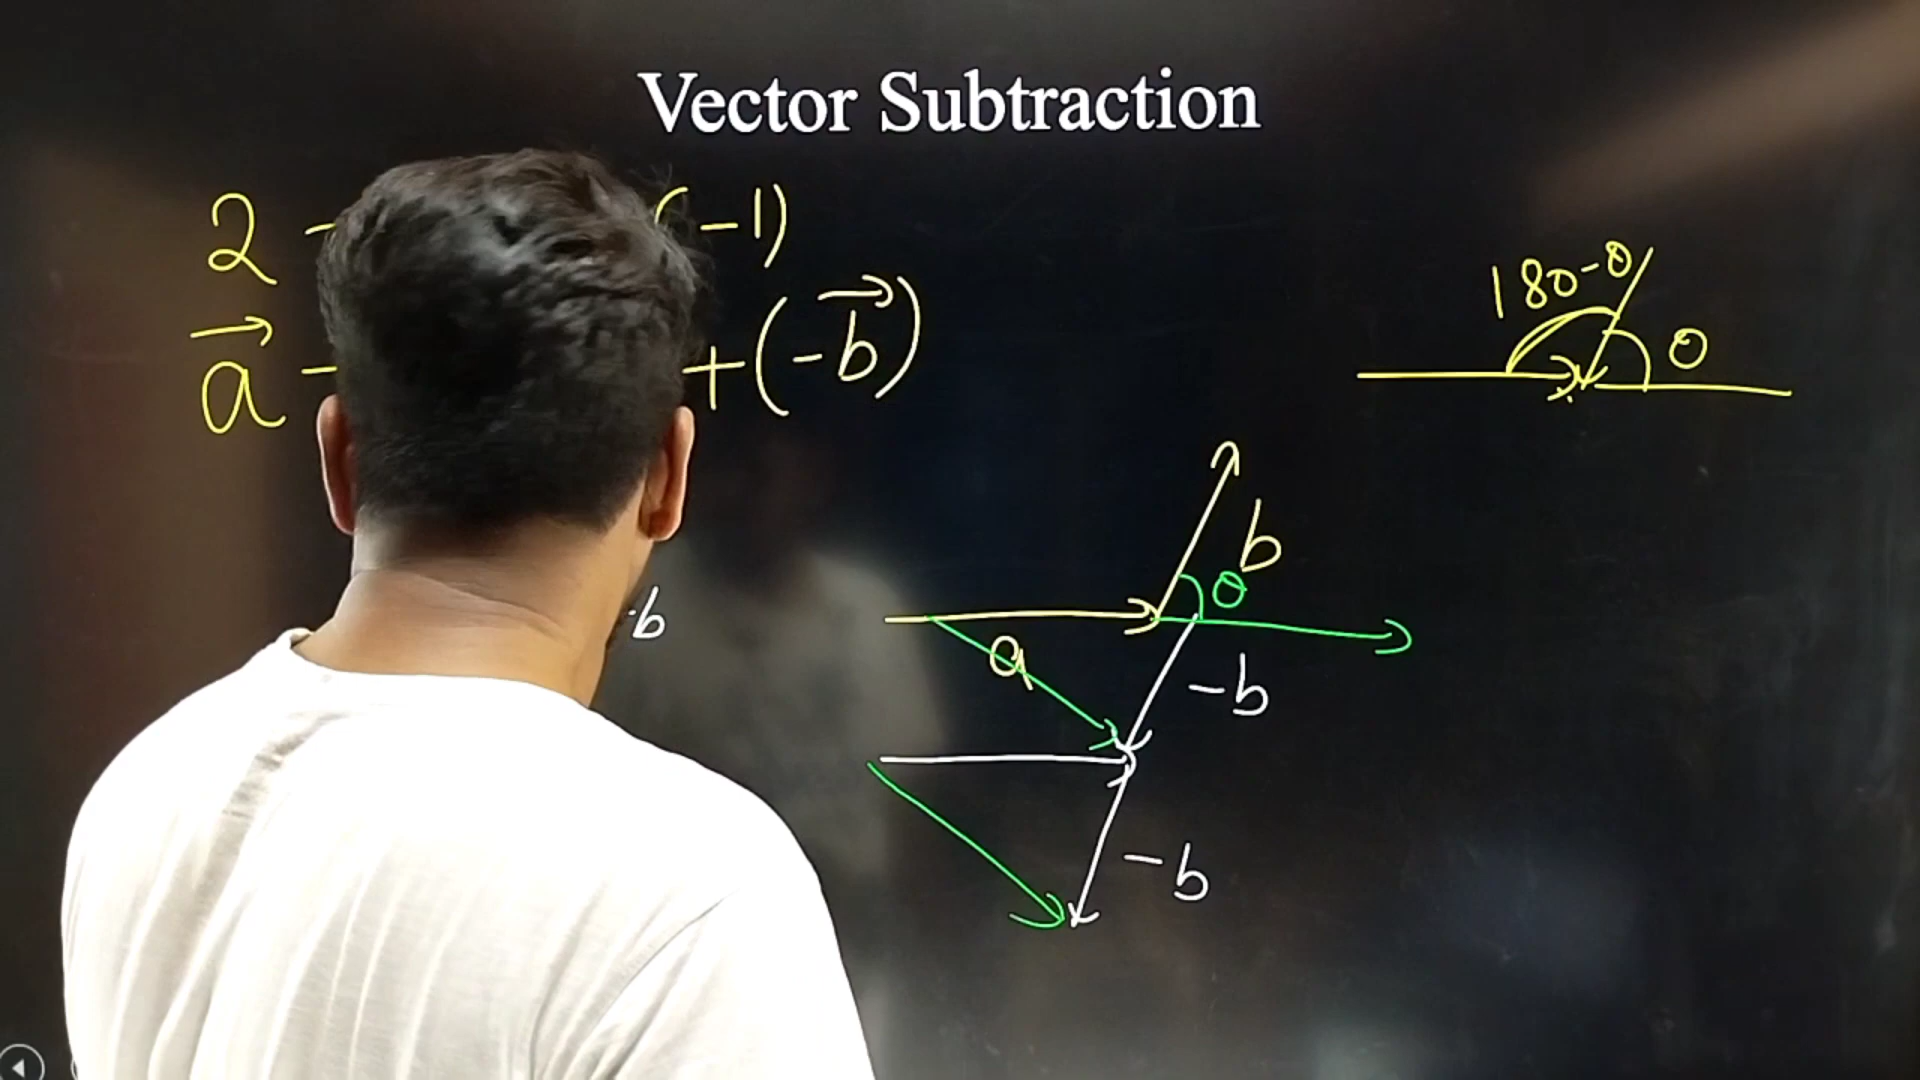 Vector Subtraction
2 - (-1)
a⃗ - + (-b⃗)
180-θ
θ
b
θ
-b
a
-b
-b